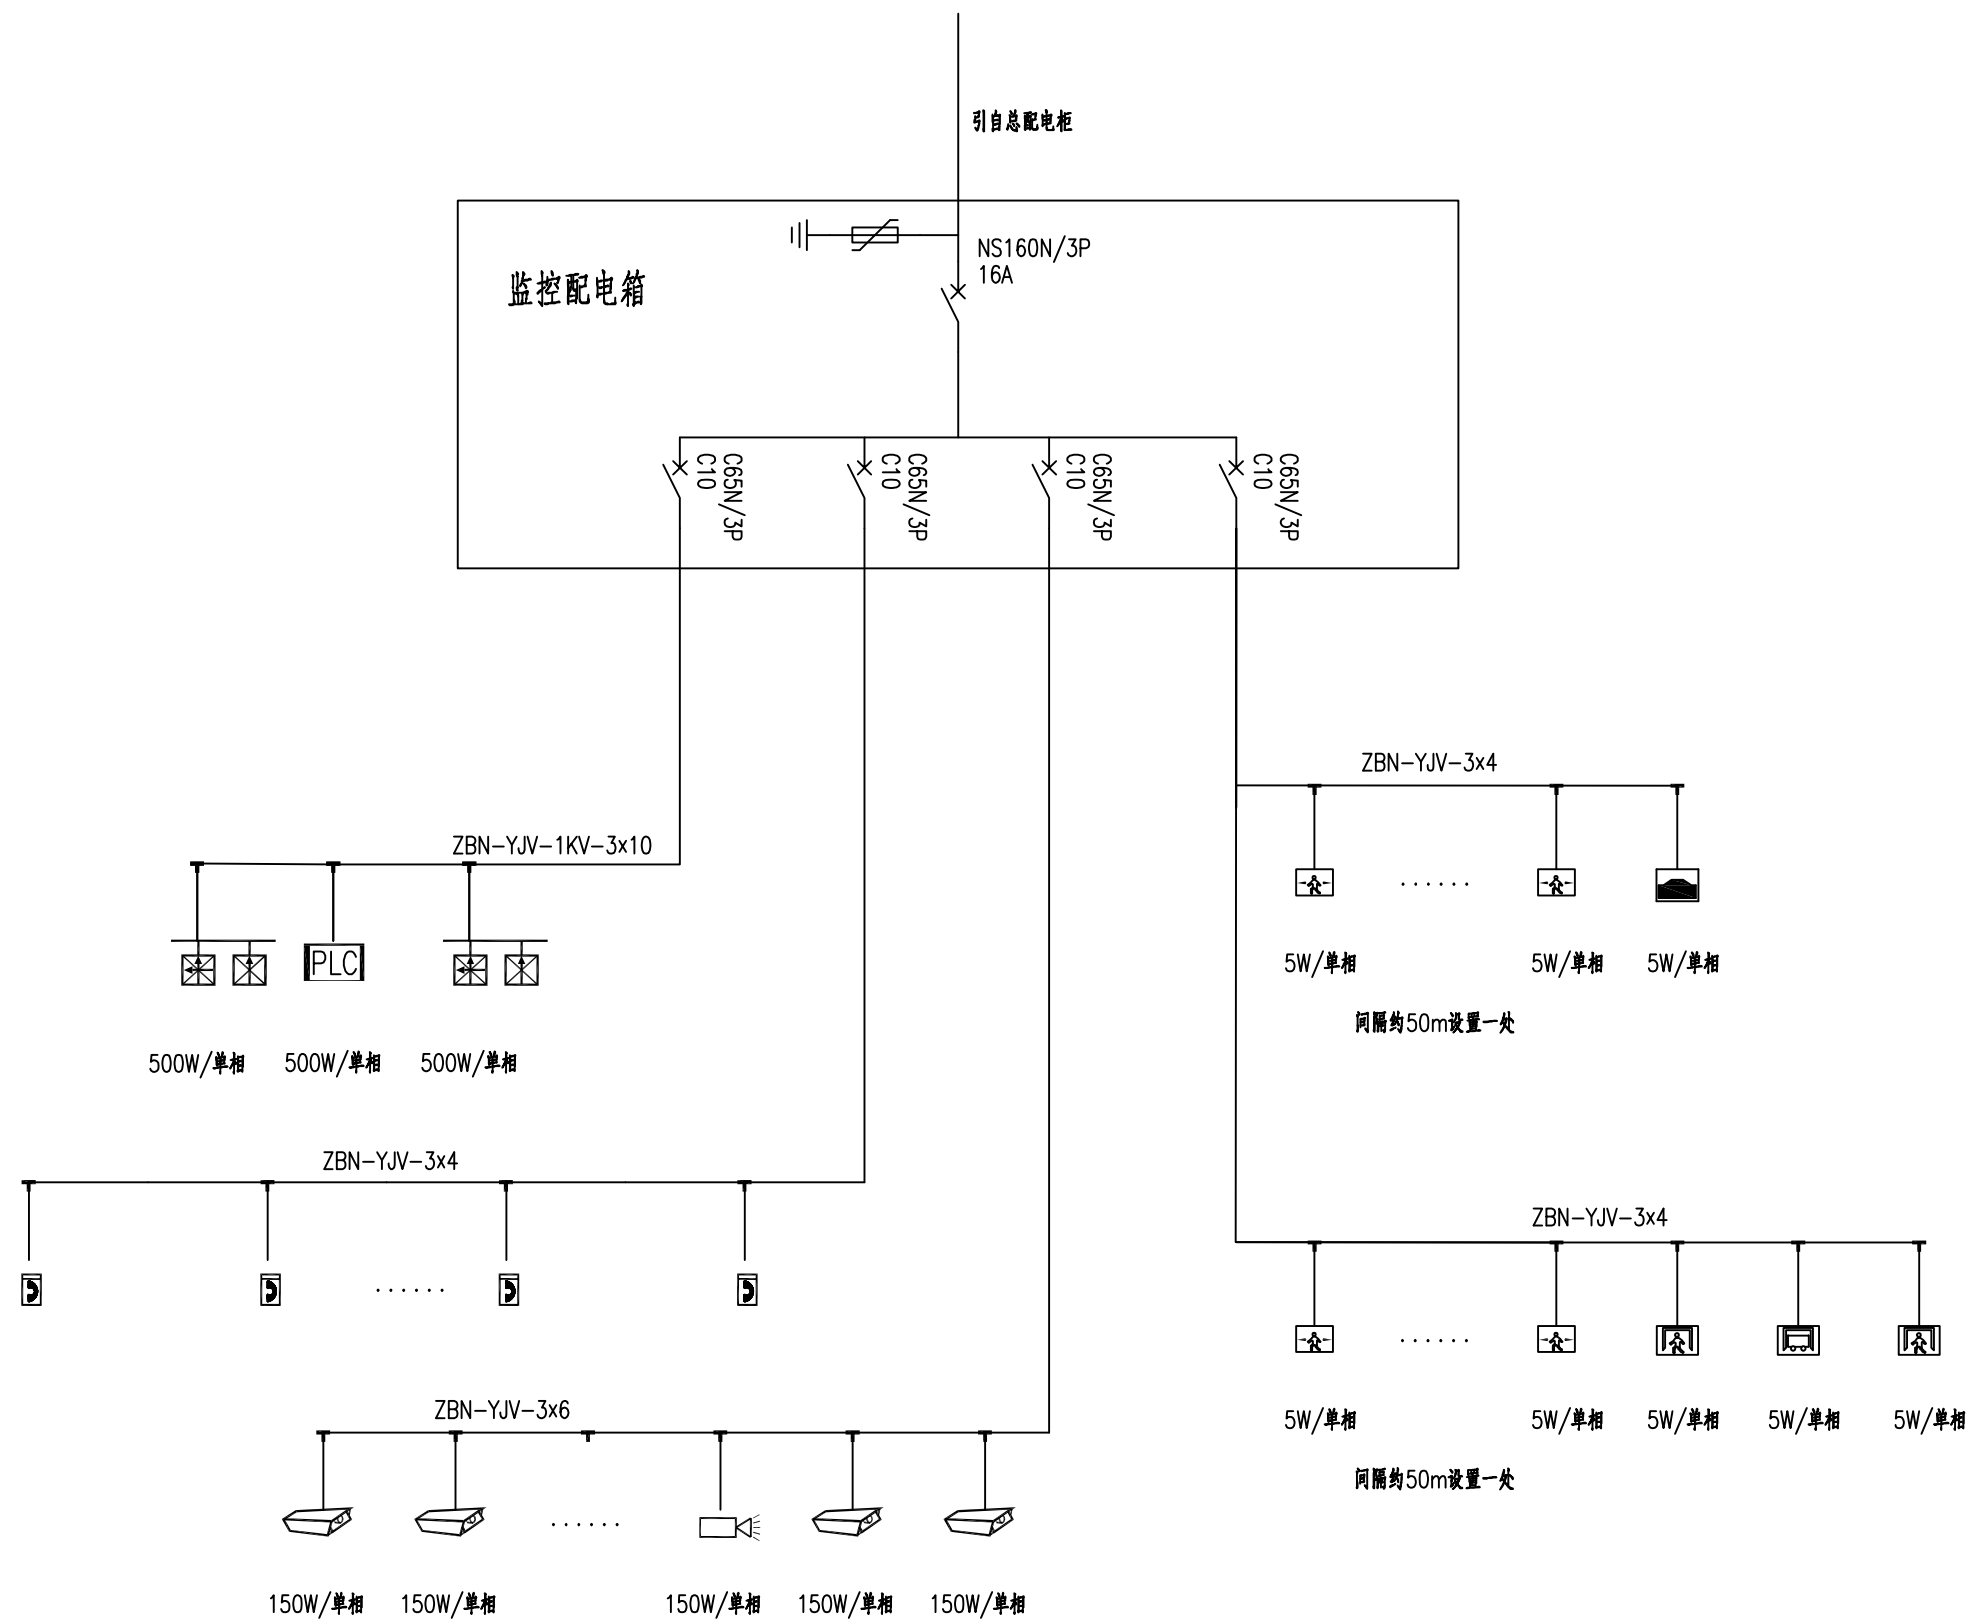 引自总配电柜
NS160N/3P
16A
监控配电箱
C65N/3P
C10
C65N/3P
C10
C65N/3P
C10
C65N/3P
C10
ZBN-YJV-3x4
ZBN-YJV-1KV-3x10
PLC
5W/单相
5W/单相
5W/单相
间隔约50m设置一处
500W/单相
500W/单相
500W/单相
ZBN-YJV-3x4
ZBN-YJV-3x4
......
......
......
5W/单相
5W/单相
5W/单相
5W/单相
5W/单相
ZBN-YJV-3x6
间隔约50m设置一处
......
150W/单相
150W/单相
150W/单相
150W/单相
150W/单相